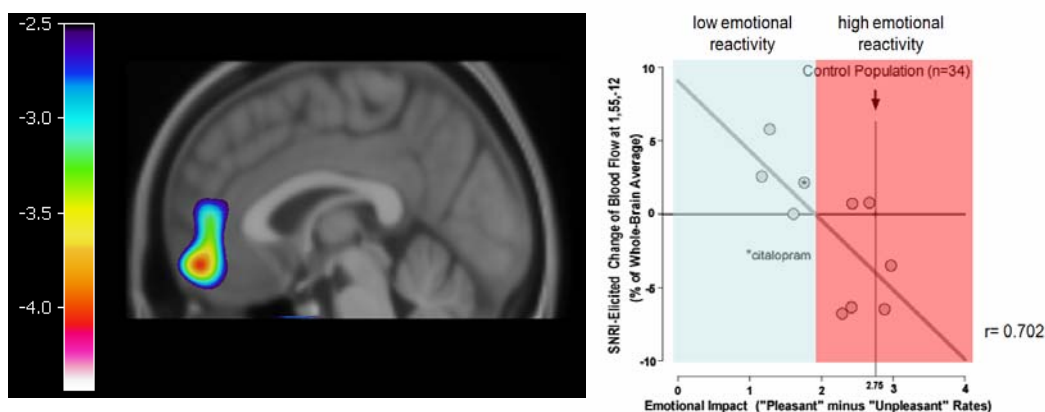 -2.5
-3.0
-3.5
-4.0
low emotional
reactivity
high emotional
reactivity
Control Population (n=34)
SNRI-Elicited Change of Blood Flow at 1,55,-12
(% of Whole-Brain Average)
10
5
0
-5
-10
*
*citalopram
r= 0.702
0
1
2
2.75
3
4
Emotional Impact ("Pleasant" minus "Unpleasant" Rates)